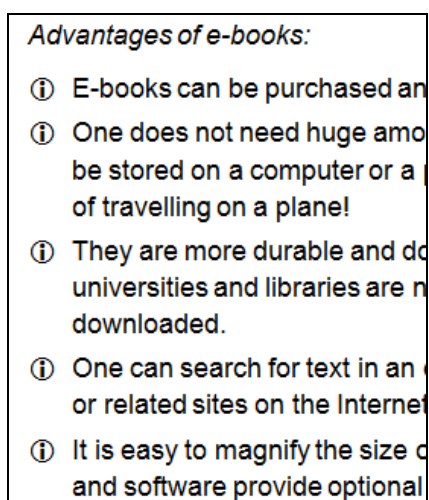 Advantages of e-books:
ⓘ E-books can be purchased an
ⓘ One does not need huge amo
be stored on a computer or a
of travelling on a plane!
ⓘ They are more durable and do
universities and libraries are n
downloaded.
ⓘ One can search for text in an
or related sites on the Internet
ⓘ It is easy to magnify the size o
and software provide optional